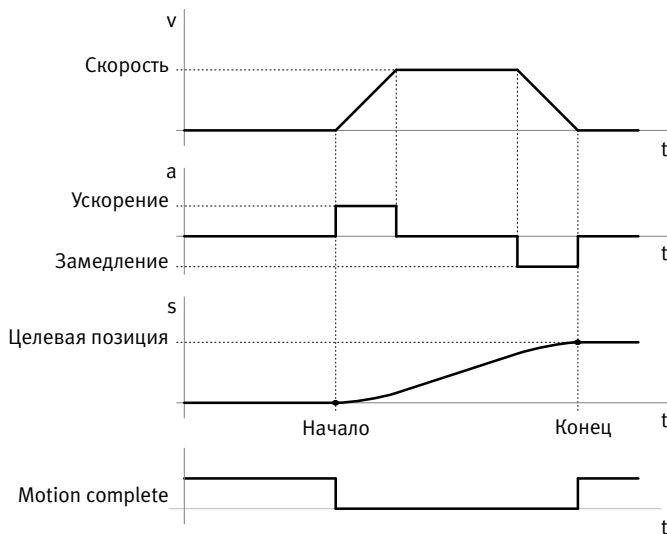 v
Скорость
t
a
Ускорение
t
Замедление
s
Целевая позиция
t
Начало
Конец
Motion complete
t